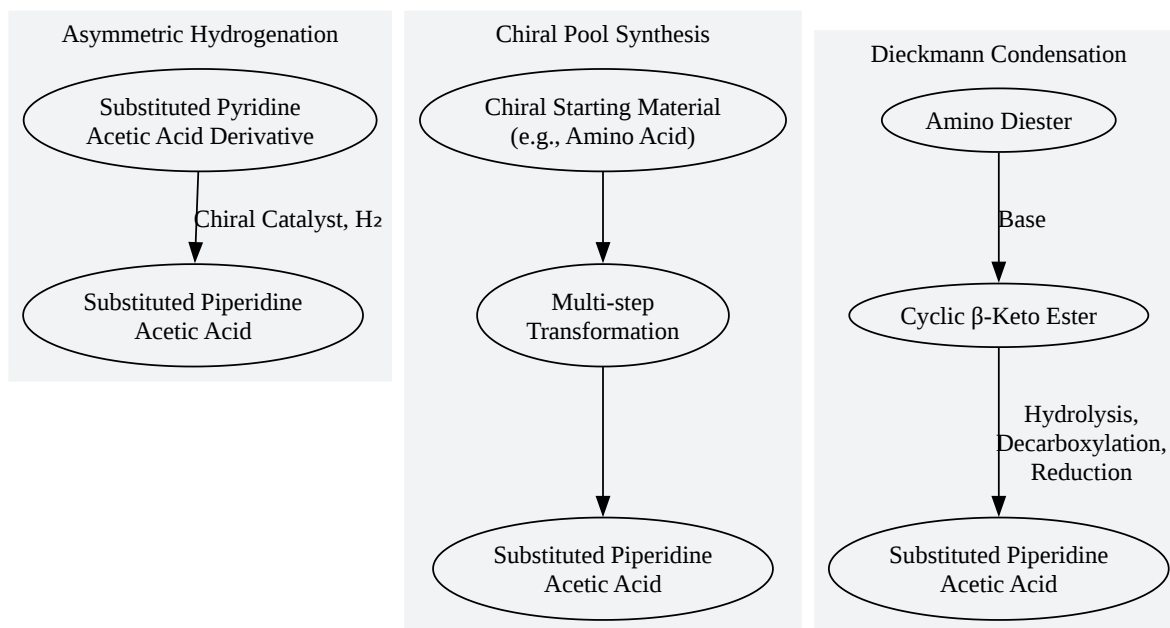 Asymmetric Hydrogenation
Substituted Pyridine
Acetic Acid Derivative
Chiral Catalyst, H₂
Substituted Piperidine
Acetic Acid
Chiral Pool Synthesis
Chiral Starting Material
(e.g., Amino Acid)
Multi-step
Transformation
Substituted Piperidine
Acetic Acid
Dieckmann Condensation
Amino Diester
Base
Cyclic β-Keto Ester
Hydrolysis,
Decarboxylation,
Reduction
Substituted Piperidine
Acetic Acid